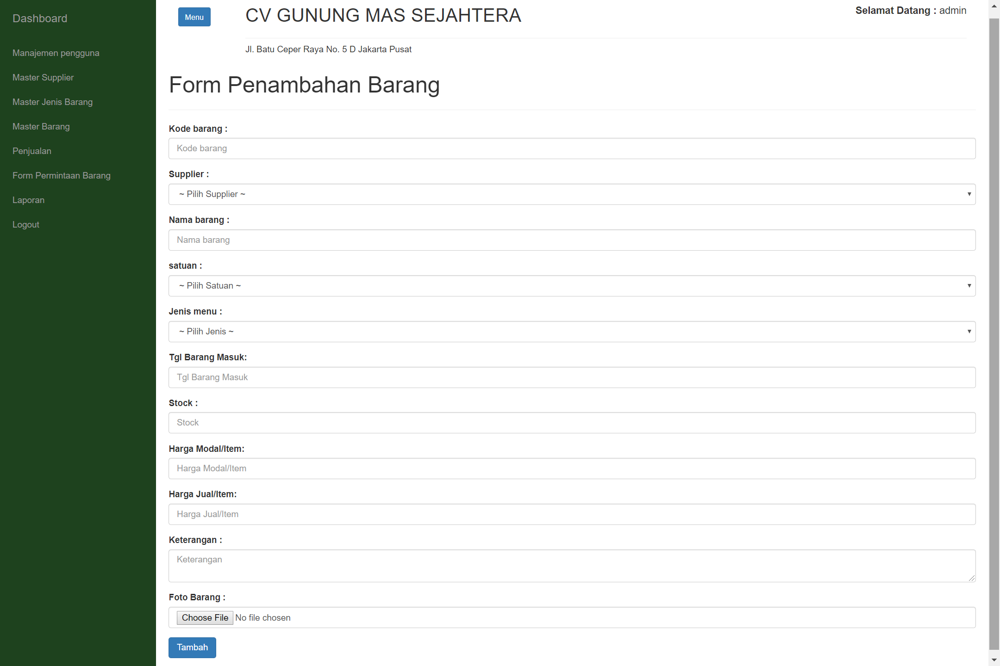 Dashboard
Manajemen pengguna
Master Supplier
Master Jenis Barang
Master Barang
Penjualan
Form Permintaan Barang
Laporan
Logout
Menu
CV GUNUNG MAS SEJAHTERA
Selamat Datang : admin
Jl. Batu Ceper Raya No. 5 D Jakarta Pusat
Form Penambahan Barang
Kode barang :
Kode barang
Supplier :
~ Pilih Supplier ~
Nama barang :
Nama barang
satuan :
~ Pilih Satuan ~
Jenis menu :
~ Pilih Jenis ~
Tgl Barang Masuk:
Tgl Barang Masuk
Stock :
Stock
Harga Modal/Item:
Harga Modal/Item
Harga Jual/Item:
Harga Jual/Item
Keterangan :
Keterangan
Foto Barang :
Choose File No file chosen
Tambah